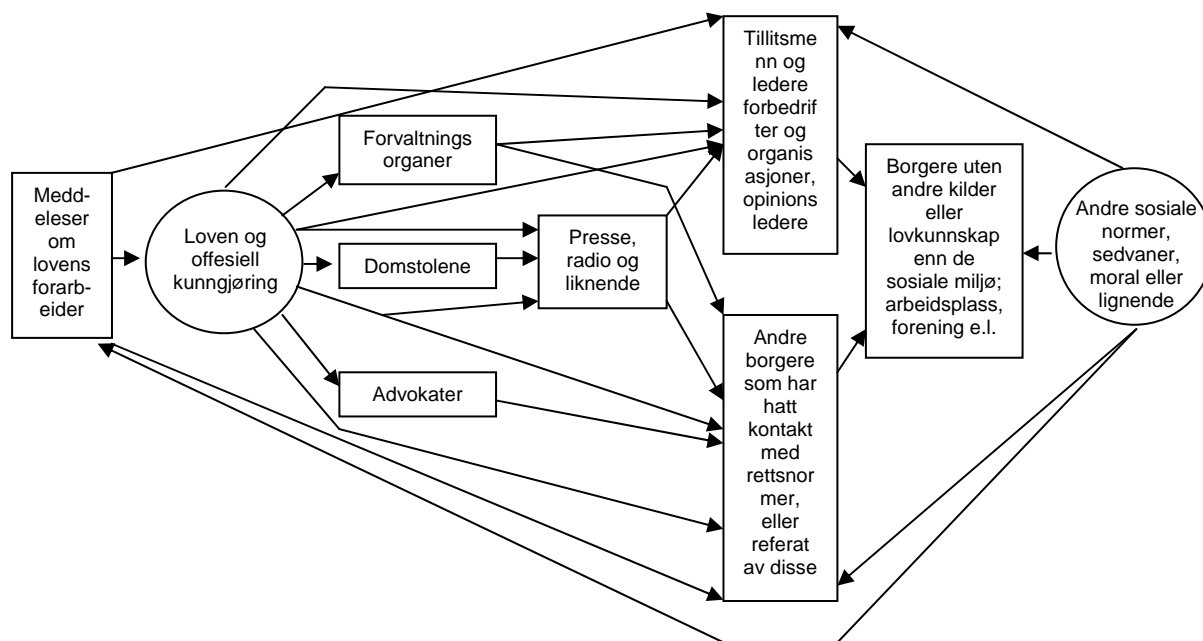 Medd-
eleser
om
lovens
forarb-
eider
Loven og
offesiell
kunngjøring
Forvaltnings
organer
Domstolene
Advokater
Presse,
radio og
liknende
Tillitsme
nn og
ledere
forbedrif
ter og
organis
asjoner,
opinions
ledere
Andre
borgere
som har
hatt
kontakt
med
rettsnor
mer,
eller
referat
av disse
Borgere uten
andre kilder
eller
lovkunnskap
enn de
sosiale miljø;
arbeidsplass,
forening e.l.
Andre sosiale
normer,
sedvaner,
moral eller
lignende